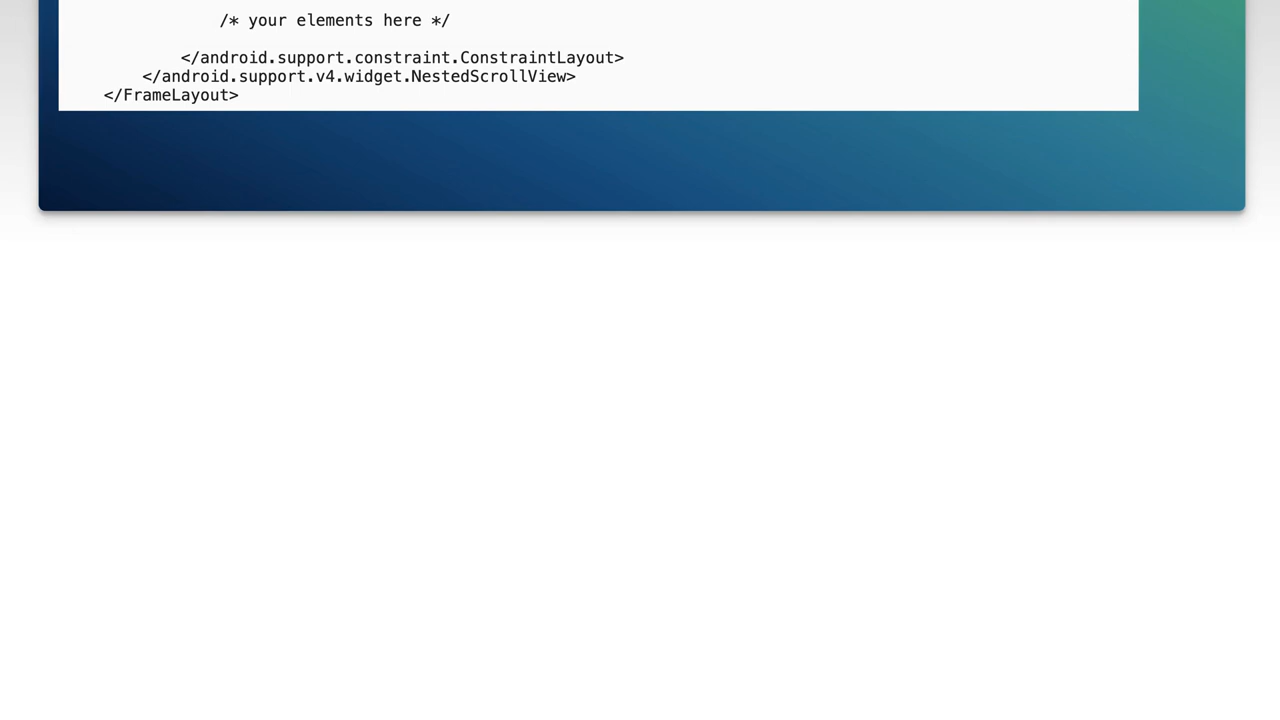 /* your elements here */
</android.support.constraint.ConstraintLayout>
</android.support.v4.widget.NestedScrollView>
</FrameLayout>